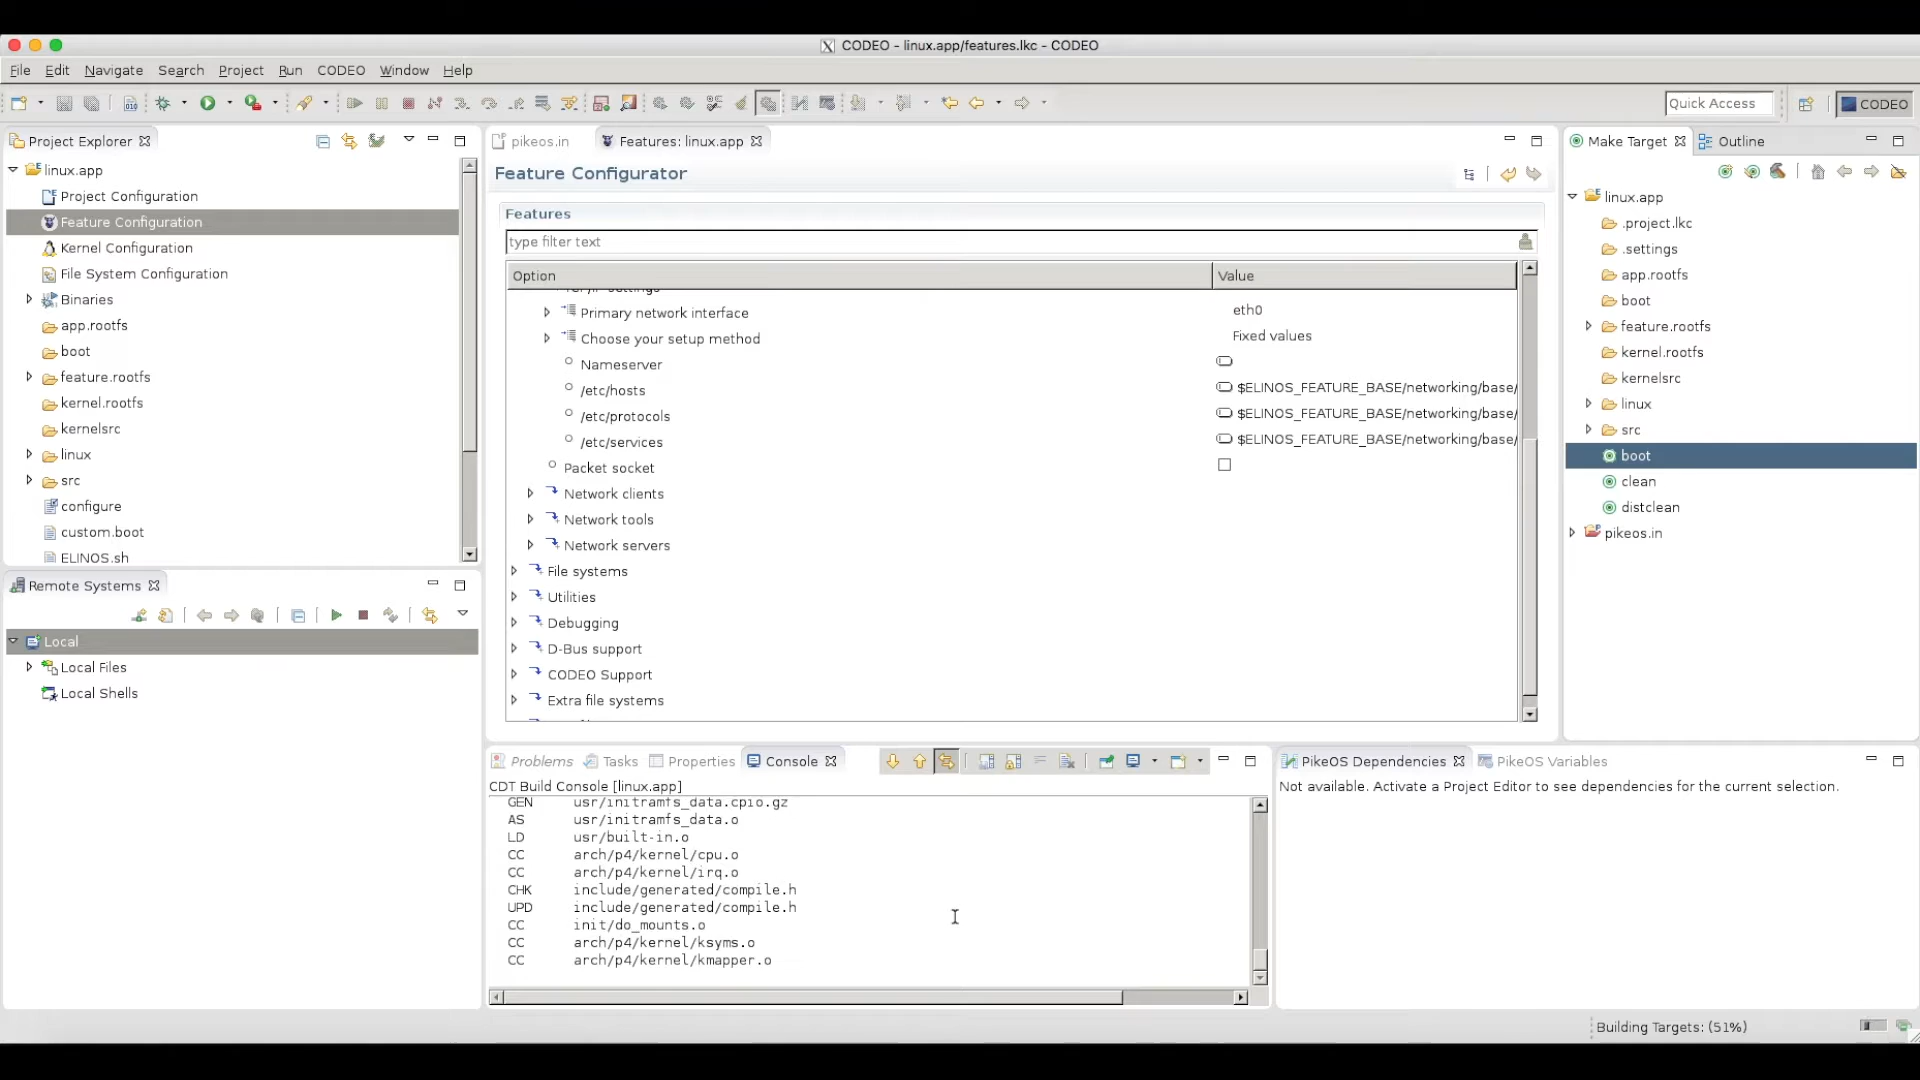 CODEO - linux.app/features.lkc - CODEO
File Edit Navigate Search Project Run CODEO Window Help
Quick Access
CODEO
Project Explorer
linux.app
Project Configuration
Feature Configuration
Kernel Configuration
File System Configuration
Binaries
app.rootfs
boot
feature.rootfs
kernel.rootfs
kernelsrc
linux
src
configure
custom.boot
ELINOS.sh
Remote Systems
Local
Local Files
Local Shells
pikeos.in
Features: linux.app
Feature Configurator
Features
type filter text
Option Value
Primary network interface eth0
Choose your setup method Fixed values
Nameserver
/etc/hosts $ELINOS_FEATURE_BASE/networking/base/
/etc/protocols $ELINOS_FEATURE_BASE/networking/base/
/etc/services $ELINOS_FEATURE_BASE/networking/base/
Packet socket
Network clients
Network tools
Network servers
File systems
Utilities
Debugging
D-Bus support
CODEO Support
Extra file systems
Make Target Outline
linux.app
.project.lkc
.settings
app.rootfs
boot
feature.rootfs
kernel.rootfs
kernelsrc
linux
src
boot
clean
distclean
pikeos.in
Problems Tasks Properties Console
CDT Build Console [linux.app]
GEN usr/initramfs_data.cpio.gz
AS usr/initramfs_data.o
LD usr/built-in.o
CC arch/p4/kernel/cpu.o
CC arch/p4/kernel/irq.o
CHK include/generated/compile.h
UPD include/generated/compile.h
CC init/do_mounts.o
CC arch/p4/kernel/ksyms.o
CC arch/p4/kernel/kmapper.o
PikeOS Dependencies PikeOS Variables
Not available. Activate a Project Editor to see dependencies for the current selection.
Building Targets: (51%)